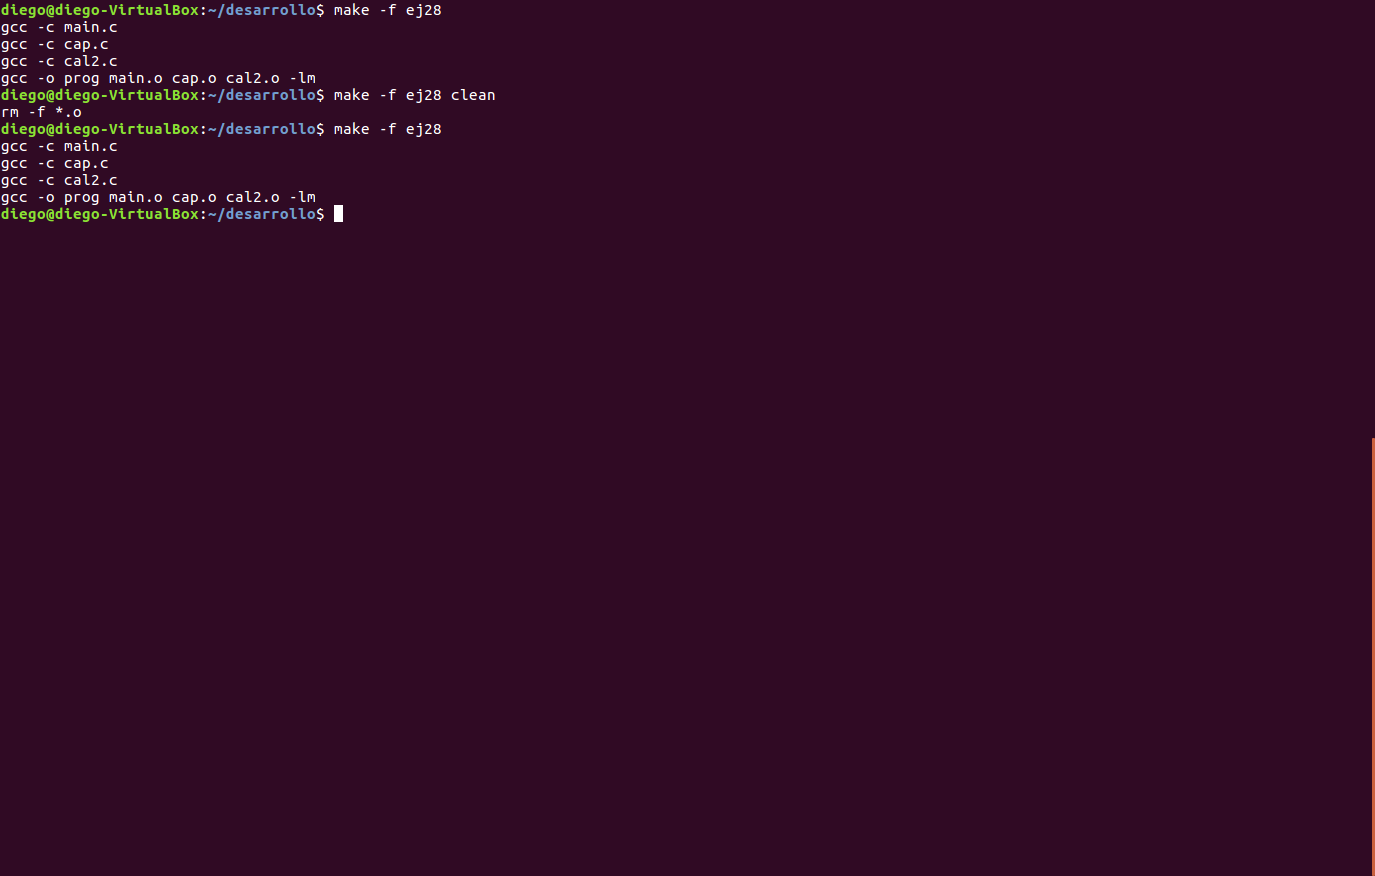 diego@diego-VirtualBox:~/desarrollo$ make -f ej28
gcc -c main.c
gcc -c cap.c
gcc -c cal2.c
gcc -o prog main.o cap.o cal2.o -lm
diego@diego-VirtualBox:~/desarrollo$ make -f ej28 clean
rm -f *.o
diego@diego-VirtualBox:~/desarrollo$ make -f ej28
gcc -c main.c
gcc -c cap.c
gcc -c cal2.c
gcc -o prog main.o cap.o cal2.o -lm
diego@diego-VirtualBox:~/desarrollo$